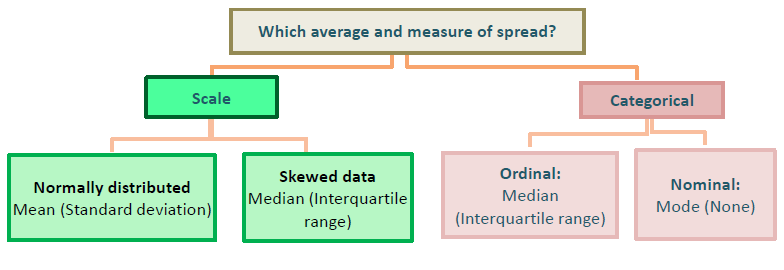 Which average and measure of spread?
Scale
Categorical
Normally distributed
Mean (Standard deviation)
Skewed data
Median (Interquartile
range)
Ordinal:
Median
(Interquartile range)
Nominal:
Mode (None)